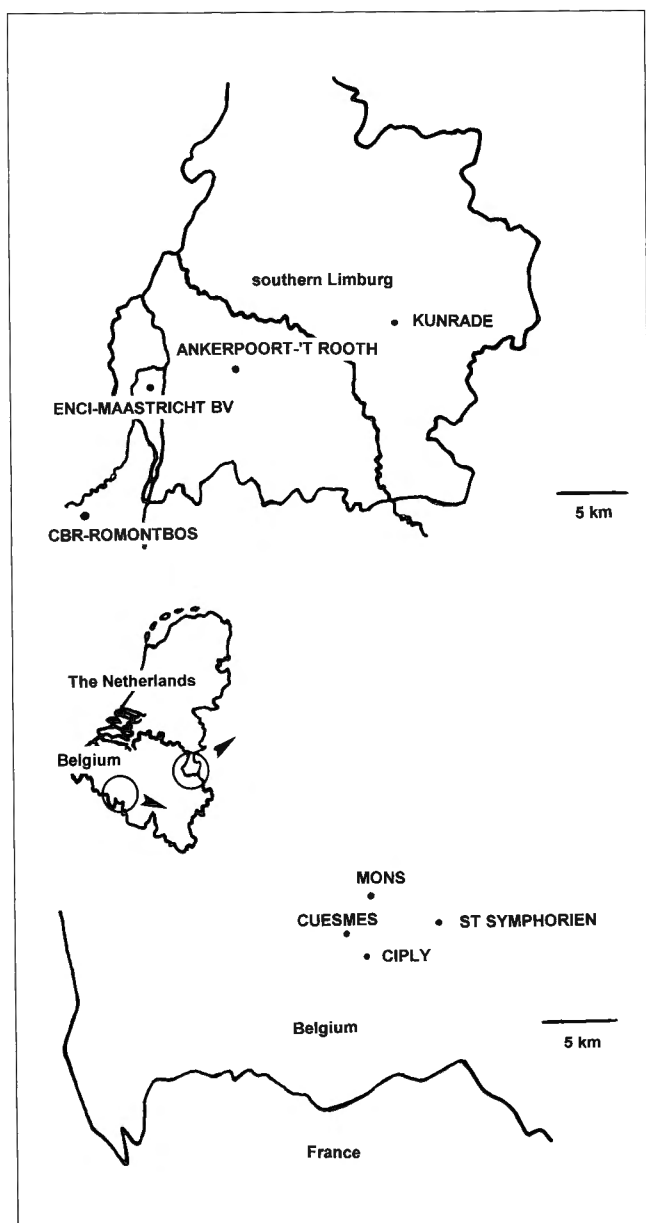 southern Limburg
KUNRADE
ANKERPOORT-'T ROOTH
ENCI-MAASTRICHT BV
5 km
CBR-ROMONTBOS
The Netherlands
Belgium
MONS
CUESMES
ST SYMPHORIEN
CIPLY
Belgium
5 km
France